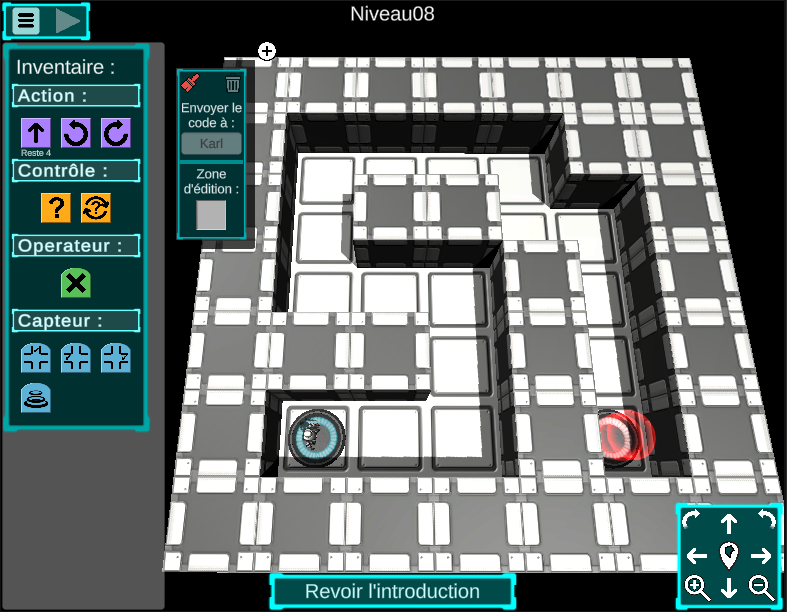 Niveau08
Inventaire :
Action :
Reste 4
Contrôle :
?
?
Operateur :
Capteur :
Envoyer le
code à :
Karl
Zone
d'édition :
Revoir l'introduction